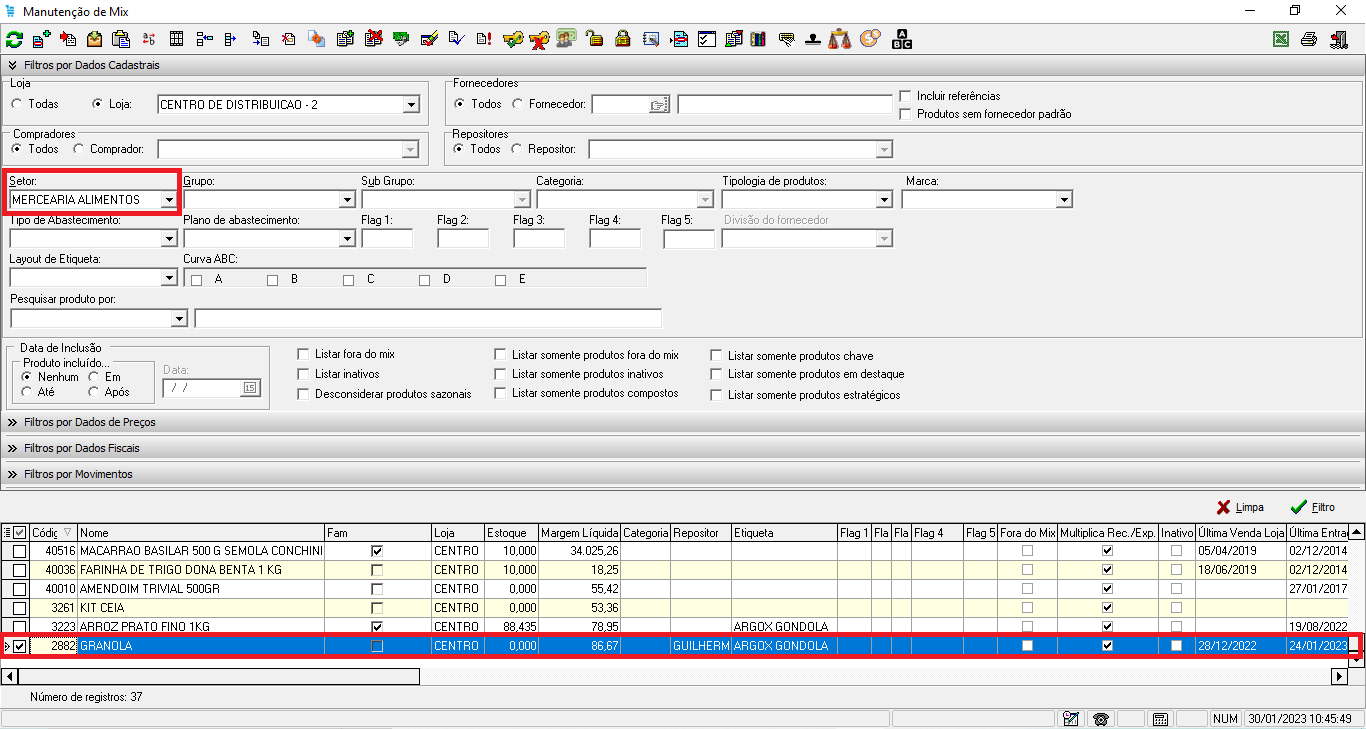 Manutenção de Mix
A B C
Filtros por Dados Cadastrais
Loja
Todas Loja: CENTRO DE DISTRIBUICAO - 2
Fornecedores
Todos Fornecedor:
Incluir referências
Produtos sem fornecedor padrão
Compradores
Todos Comprador:
Repositores
Todos Repositor:
Setor: Grupo: Sub Grupo: Categoria: Tipologia de produtos: Marca:
MERCEARIA ALIMENTOS
Tipo de Abastecimento: Plano de abastecimento: Flag 1: Flag 2: Flag 3: Flag 4: Flag 5: Divisão do fornecedor
Layout de Etiqueta: Curva ABC:
A B C D E
Pesquisar produto por:
Data de Inclusão
Produto incluído...
Nenhum Em
Até Após
Data:
/ / 15
Listar fora do mix Listar somente produtos fora do mix Listar somente produtos chave
Listar inativos Listar somente produtos inativos Listar somente produtos em destaque
Desconsiderar produtos sazonais Listar somente produtos compostos Listar somente produtos estratégicos
Filtros por Dados de Preços
Filtros por Dados Fiscais
Filtros por Movimentos
Limpa Filtro
Códig Nome Fam Loja Estoque Margem Líquida Categoria Repositor Etiqueta Flag 1 Fla Fla Flag 4 Flag 5 Fora do Mix Multiplica Rec./Exp. Inativo Última Venda Loja Última Entrad
40516 MACARRAO BASILAR 500 G SEMOLA CONCHINI CENTRO 10,000 34.025,26 05/04/2019 02/12/2014
40036 FARINHA DE TRIGO DONA BENTA 1 KG CENTRO 10,000 18,25 18/06/2019 02/12/2014
40010 AMENDOIM TRIVIAL 500GR CENTRO 0,000 55,42 27/01/2017
3261 KIT CEIA CENTRO 0,000 53,36
3223 ARROZ PRATO FINO 1KG CENTRO 88,435 78,95 ARGOX GONDOLA 19/08/2022
2882 GRANOLA CENTRO 0,000 86,67 GUILHERM ARGOX GONDOLA 28/12/2022 24/01/2023
Número de registros: 37
NUM 30/01/2023 10:45:49